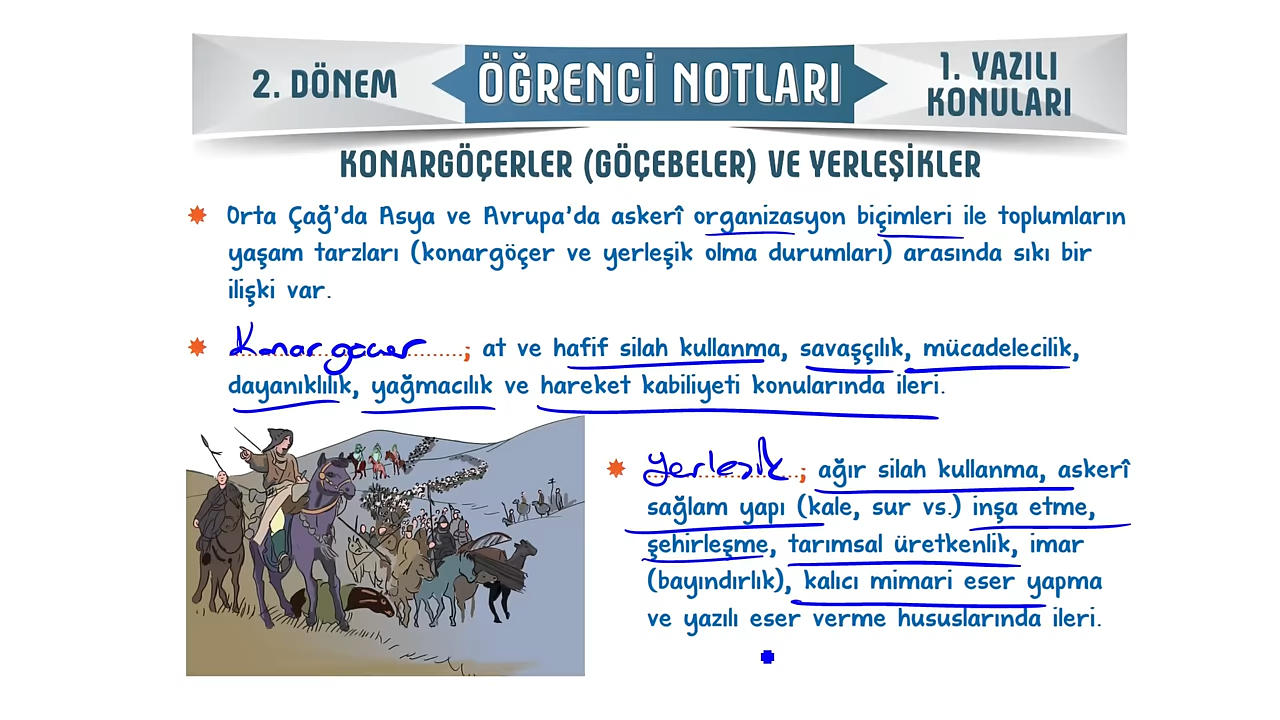 2. DÖNEM
ÖĞRENCİ NOTLARI
1. YAZILI
KONULARI
KONARGÖÇERLER (GÖÇEBELER) VE YERLEŞİKLER
Orta Çağ'da Asya ve Avrupa'da askerî organizasyon biçimleri ile toplumların
yaşam tarzları (konargöçer ve yerleşik olma durumları) arasında sıkı bir
ilişki var.
Konargöçer ; at ve hafif silah kullanma, savaşçılık, mücadelecilik,
dayanıklılık, yağmacılık ve hareket kabiliyeti konularında ileri.
yerleşik ; ağır silah kullanma, askerî
sağlam yapı (kale, sur vs.) inşa etme,
şehirleşme, tarımsal üretkenlik, imar
(bayındırlık), kalıcı mimari eser yapma
ve yazılı eser verme hususlarında ileri.